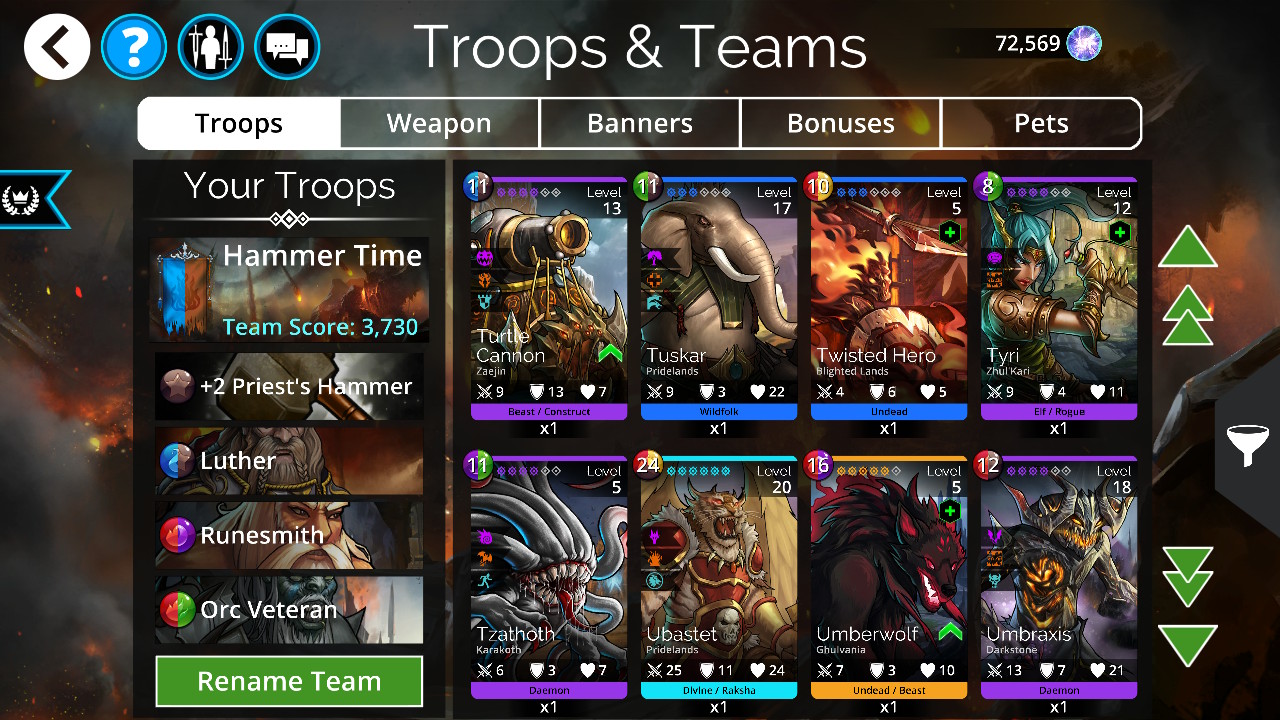 ?
Troops & Teams
72,569
Troops
Weapon
Banners
Bonuses
Pets
Your Troops
Hammer Time
Team Score: 3,730
+2 Priest's Hammer
Luther
Runesmith
Orc Veteran
Rename Team
11
Level
13
Turtle
Cannon
Zaejin
9
13
7
Beast / Construct
x1
11
Level
17
Tuskar
Pridelands
9
3
22
Wildfolk
x1
10
Level
5
Twisted Hero
Blighted Lands
4
6
5
Undead
x1
8
Level
12
Tyri
Zhul'Kari
9
4
11
Elf / Rogue
x1
11
Level
5
Tzathoth
Karakoth
6
3
7
Daemon
x1
24
Level
20
Ubastet
Pridelands
25
11
24
Divine / Raksha
x1
16
Level
5
Umberwolf
Ghulvania
7
3
10
Undead / Beast
x1
12
Level
18
Umbraxis
Darkstone
13
7
21
Daemon
x1